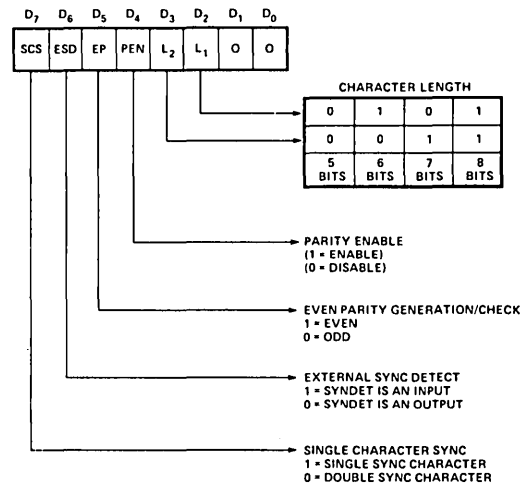 D7 D6 D5 D4 D3 D2 D1 D0
SCS ESD EP PEN L2 L1 0 0
CHARACTER LENGTH
0 1 0 1
0 0 1 1
5 BITS 6 BITS 7 BITS 8 BITS
PARITY ENABLE
(1 = ENABLE)
(0 = DISABLE)
EVEN PARITY GENERATION/CHECK
1 = EVEN
0 = ODD
EXTERNAL SYNC DETECT
1 = SYNDET IS AN INPUT
0 = SYNDET IS AN OUTPUT
SINGLE CHARACTER SYNC
1 = SINGLE SYNC CHARACTER
0 = DOUBLE SYNC CHARACTER